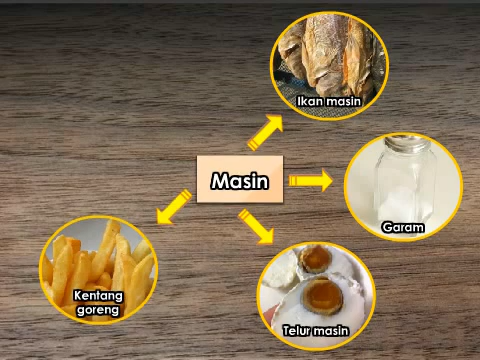 Ikan masin
Masin
Garam
Kentang
goreng
Telur masin